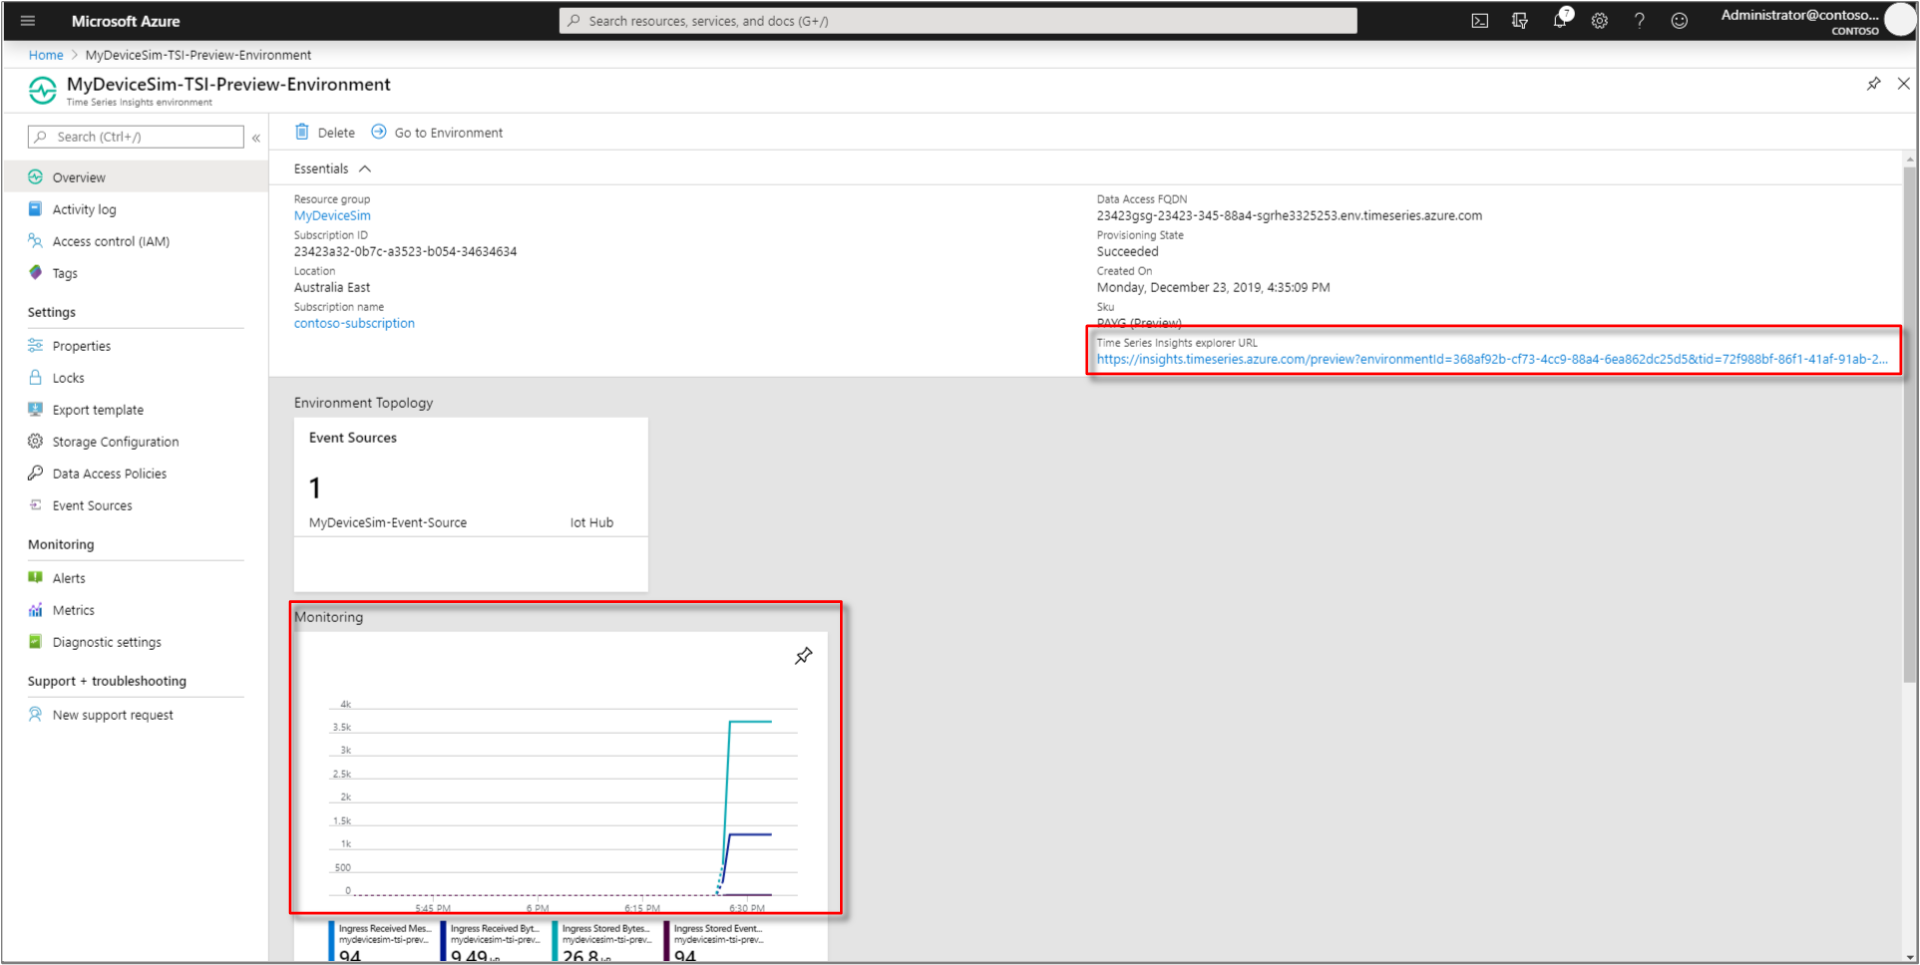 Microsoft Azure
Search resources, services, and docs (G+/)
7
Administrator@contoso...
CONTOSO
Home > MyDeviceSim-TSI-Preview-Environment
MyDeviceSim-TSI-Preview-Environment
Time Series Insights environment
Search (Ctrl+/)
«
Overview
Activity log
Access control (IAM)
Tags
Settings
Properties
Locks
Export template
Storage Configuration
Data Access Policies
Event Sources
Monitoring
Alerts
Metrics
Diagnostic settings
Support + troubleshooting
New support request
Delete
Go to Environment
Essentials
Resource group
MyDeviceSim
Subscription ID
23423a32-0b7c-a3523-b054-34634634
Location
Australia East
Subscription name
contoso-subscription
Data Access FQDN
23423gsg-23423-345-88a4-sgrhe3325253.env.timeseries.azure.com
Provisioning State
Succeeded
Created On
Monday, December 23, 2019, 4:35:09 PM
Sku
PAYG (Preview)
Time Series Insights explorer URL
https://insights.timeseries.azure.com/preview?environmentId=368af92b-cf73-4cc9-88a4-6ea862dc25d5&tid=72f988bf-86f1-41af-91ab-2...
Environment Topology
Event Sources
1
MyDeviceSim-Event-Source Iot Hub
Monitoring
4k
3.5k
3k
2.5k
2k
1.5k
1k
500
0
5:45 PM 6 PM 6:15 PM 6:30 PM
Ingress Received Mes... Ingress Received Byt... Ingress Stored Bytes... Ingress Stored Event...
mydevicesim-tsi-prev... mydevicesim-tsi-prev... mydevicesim-tsi-prev... mydevicesim-tsi-prev...
94 9.49 26.8 94